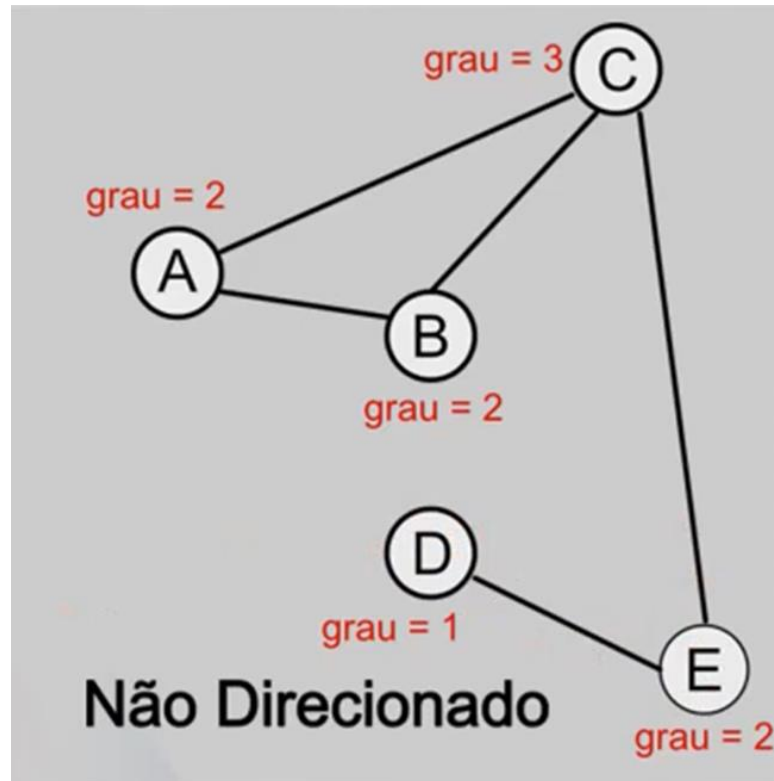 grau = 3
C
grau = 2
A
B
grau = 2
D
grau = 1
E
Não Direcionado
grau = 2